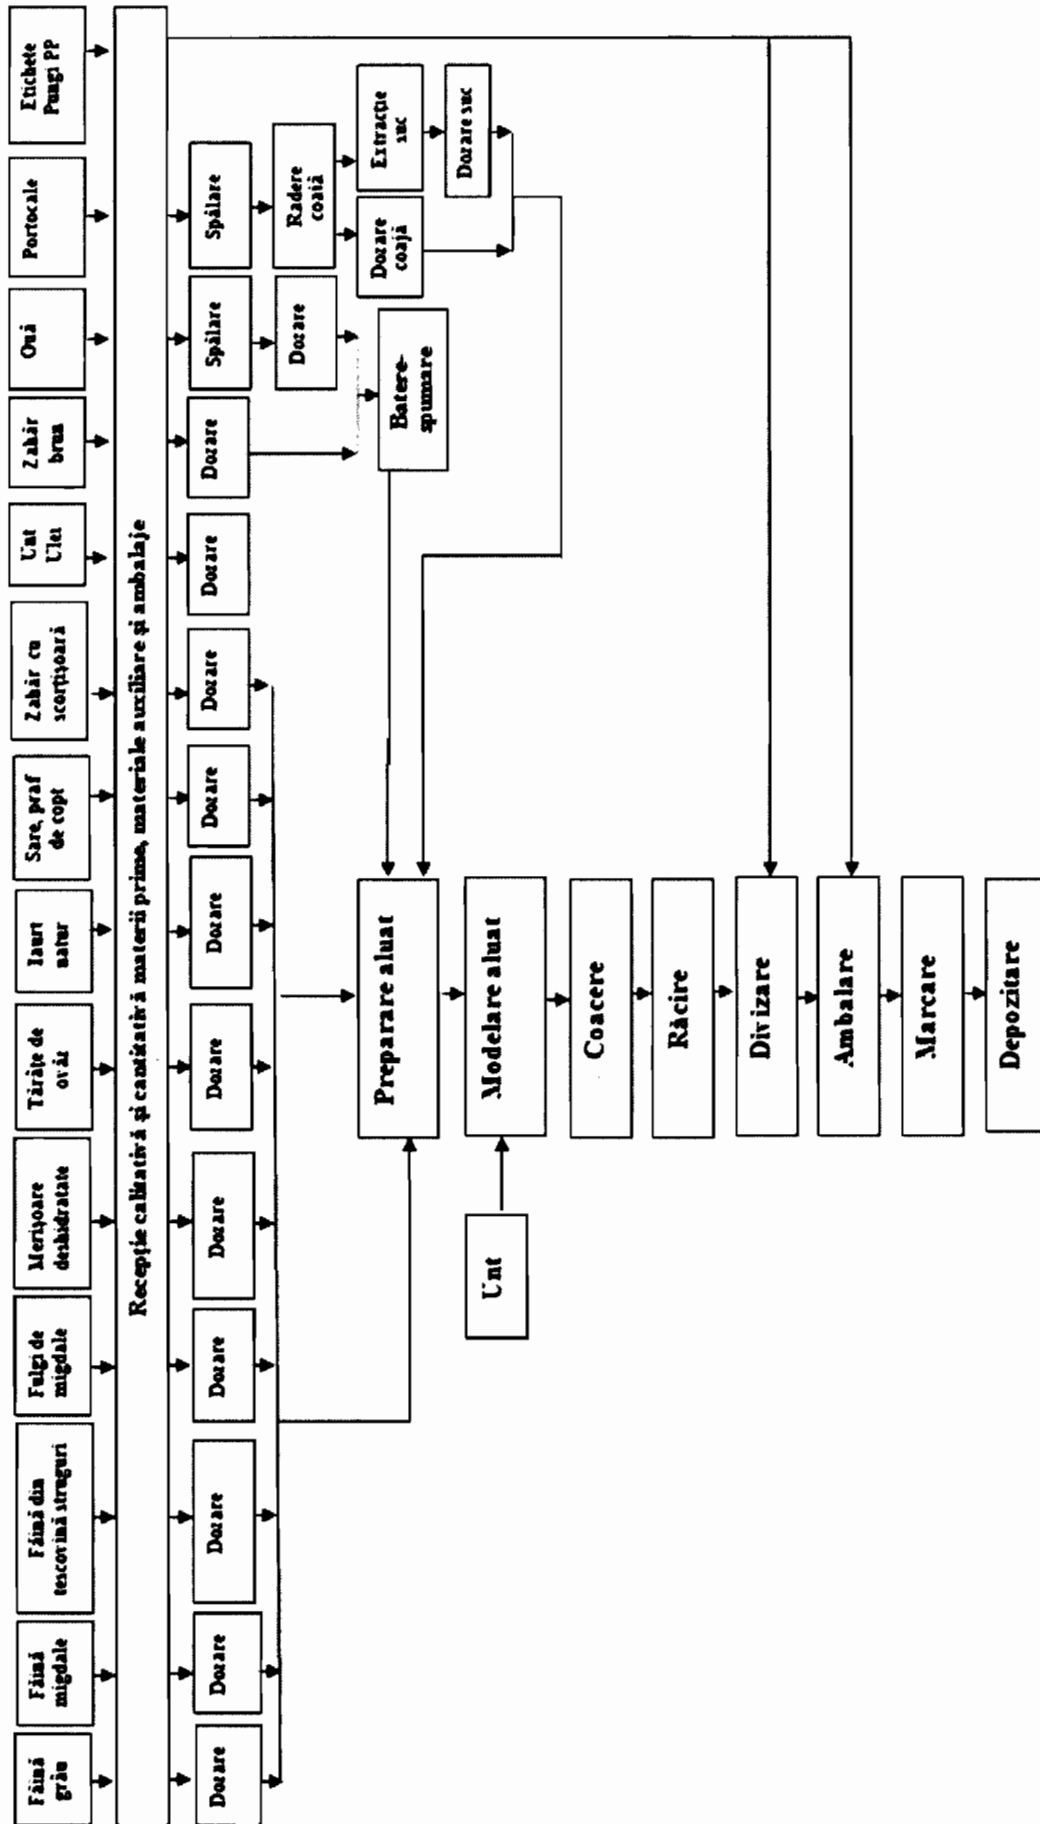 Făină
grâu
Făină
migdale
Făină din
tescovină struguri
Fulgi de
migdale
Merișoare
deshidratate
Tărâțe de
ovăz
Iaurt
natur
Sare, praf
de copt
Zahăr cu
scorțișoară
Unt
Ulei
Zahăr
brun
Ouă
Portocale
Etichete
Pungi PP
Recepție calitativă și cantitativă materii prime, materiale auxiliare și ambalaje
Dozare
Dozare
Dozare
Dozare
Dozare
Dozare
Dozare
Dozare
Dozare
Dozare
Dozare
Spălare
Spălare
Dozare
Radere
coajă
Dozare
coajă
Extracție
suc
Dozare suc
Batere-
spumare
Preparare aluat
Unt
Modelare aluat
Coacere
Răcire
Divizare
Ambalare
Marcare
Depozitare